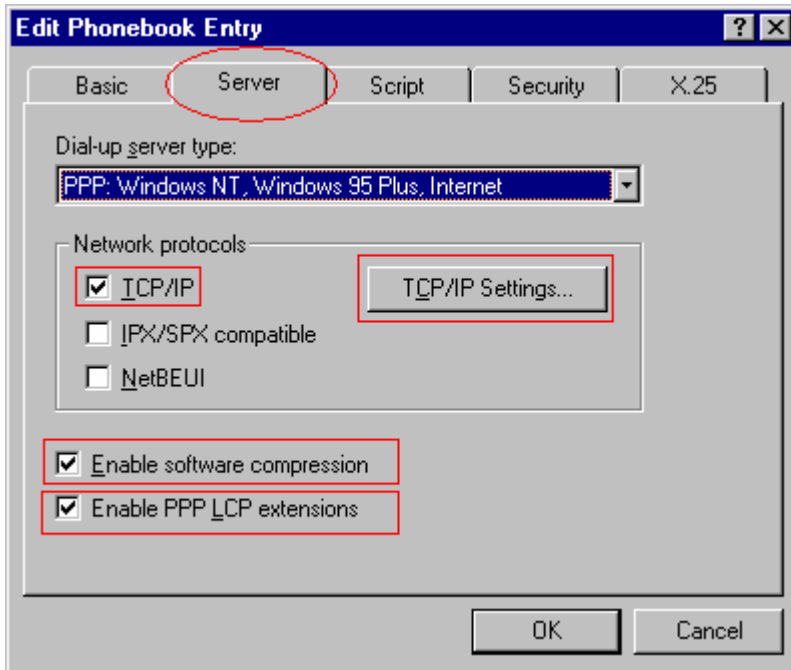 Edit Phonebook Entry
Basic Server Script Security X.25
Dial-up server type:
PPP: Windows NT, Windows 95 Plus, Internet
Network protocols
TCP/IP TCP/IP Settings...
IPX/SPX compatible
NetBEUI
Enable software compression
Enable PPP LCP extensions
OK Cancel